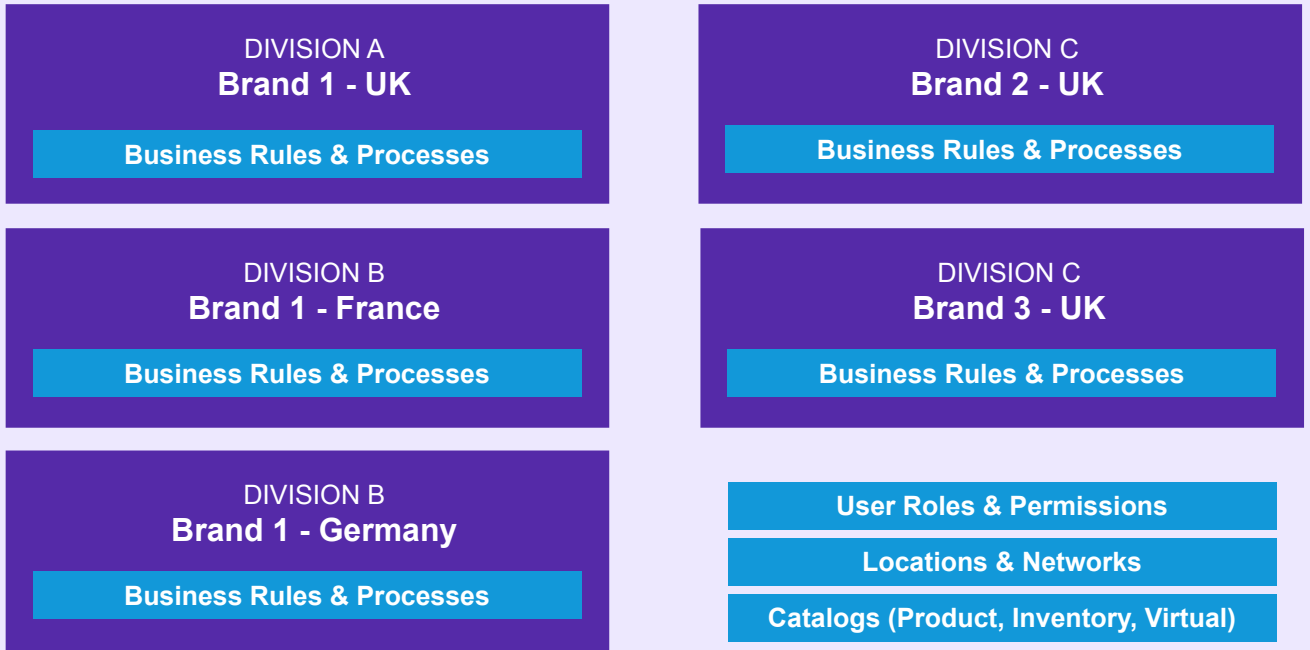 DIVISION A
Brand 1 - UK
Business Rules & Processes
DIVISION B
Brand 1 - France
Business Rules & Processes
DIVISION B
Brand 1 - Germany
Business Rules & Processes
DIVISION C
Brand 2 - UK
Business Rules & Processes
DIVISION C
Brand 3 - UK
Business Rules & Processes
User Roles & Permissions
Locations & Networks
Catalogs (Product, Inventory, Virtual)